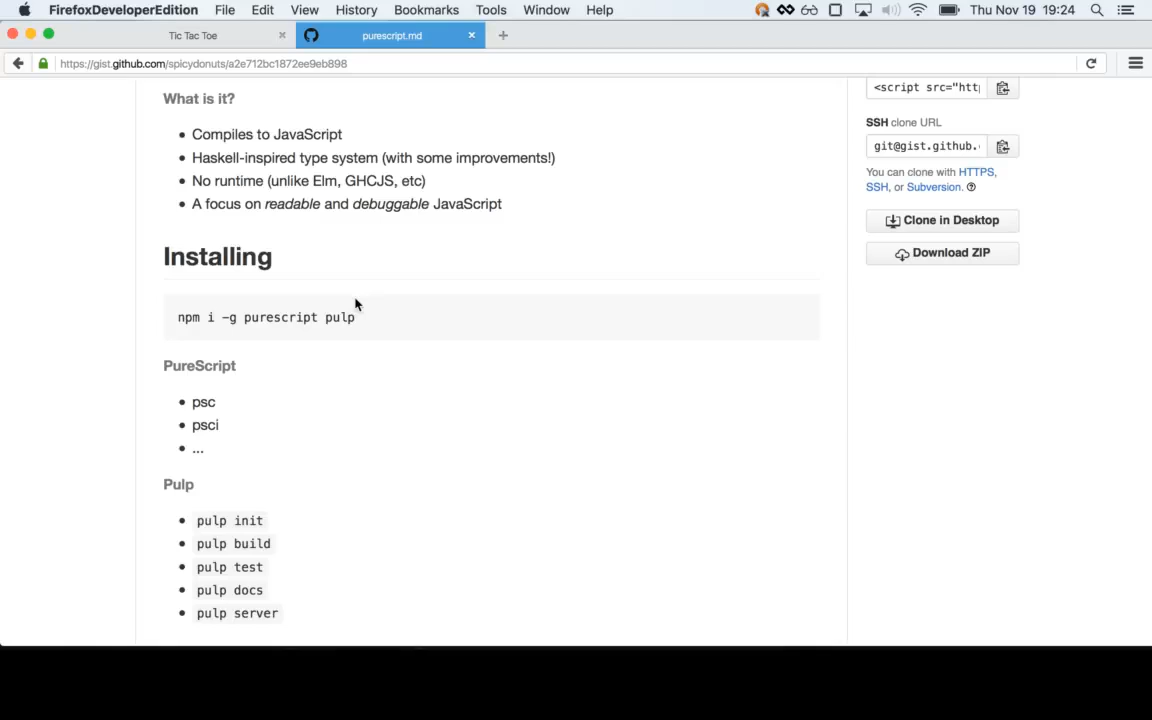 FirefoxDeveloperEdition File Edit View History Bookmarks Tools Window Help Thu Nov 19 19:24
Tic Tac Toe
purescript.md
https://gist.github.com/spicydonuts/a2e712bc1872ee9eb898
What is it?
Compiles to JavaScript
Haskell-inspired type system (with some improvements!)
No runtime (unlike Elm, GHCJS, etc)
A focus on readable and debuggable JavaScript
Installing
npm i -g purescript pulp
PureScript
psc
psci
...
Pulp
pulp init
pulp build
pulp test
pulp docs
pulp server
<script src="htt
SSH clone URL
git@gist.github.
You can clone with HTTPS,
SSH, or Subversion.
Clone in Desktop
Download ZIP